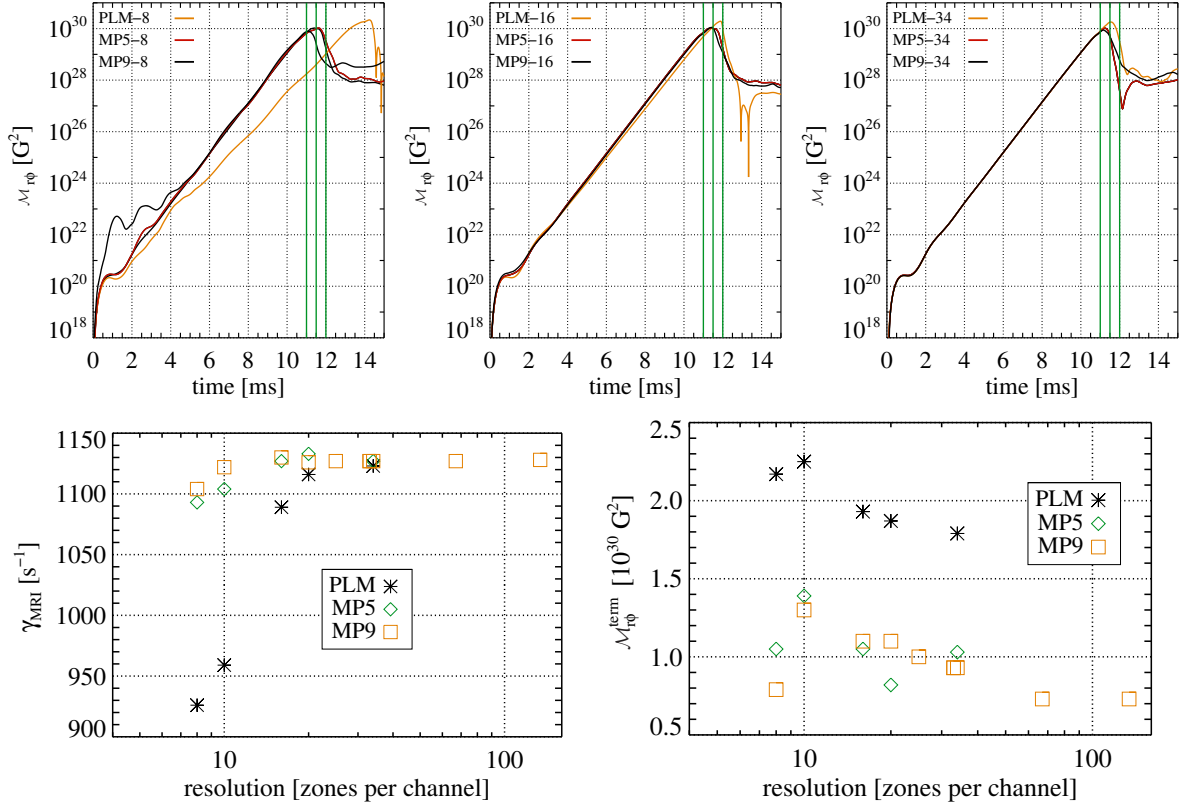 PLM−8
MP5−8
MP9−8
10^30
10^28
10^26
10^24
10^22
10^20
10^18
ℳ_rϕ [G^2]
0 2 4 6 8 10 12 14
time [ms]
PLM−16
MP5−16
MP9−16
10^30
10^28
10^26
10^24
10^22
10^20
10^18
ℳ_rϕ [G^2]
0 2 4 6 8 10 12 14
time [ms]
PLM−34
MP5−34
MP9−34
10^30
10^28
10^26
10^24
10^22
10^20
10^18
ℳ_rϕ [G^2]
0 2 4 6 8 10 12 14
time [ms]
1150
1100
1050
1000
950
900
γ_MRI [s^−1]
PLM
MP5
MP9
10 100
resolution [zones per channel]
2.5
2.0
1.5
1.0
0.5
ℳ_rϕ^term [10^30 G^2]
PLM
MP5
MP9
10 100
resolution [zones per channel]